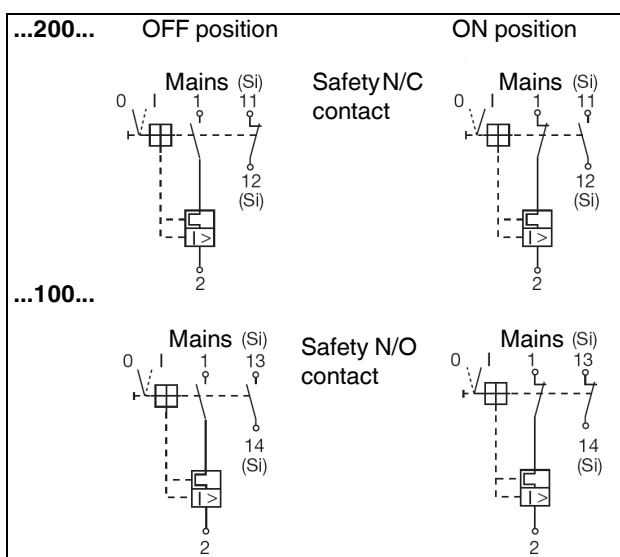 ...200... OFF position ON position
Mains (Si) Safety N/C Mains (Si)
0 I 1 11 contact 0 I 1 11
12 12
(Si) (Si)
I > I >
2 2
...100...
Mains (Si) Safety N/O Mains (Si)
0 I 1 13 contact 0 I 1 13
14 14
(Si) (Si)
I > I >
2 2